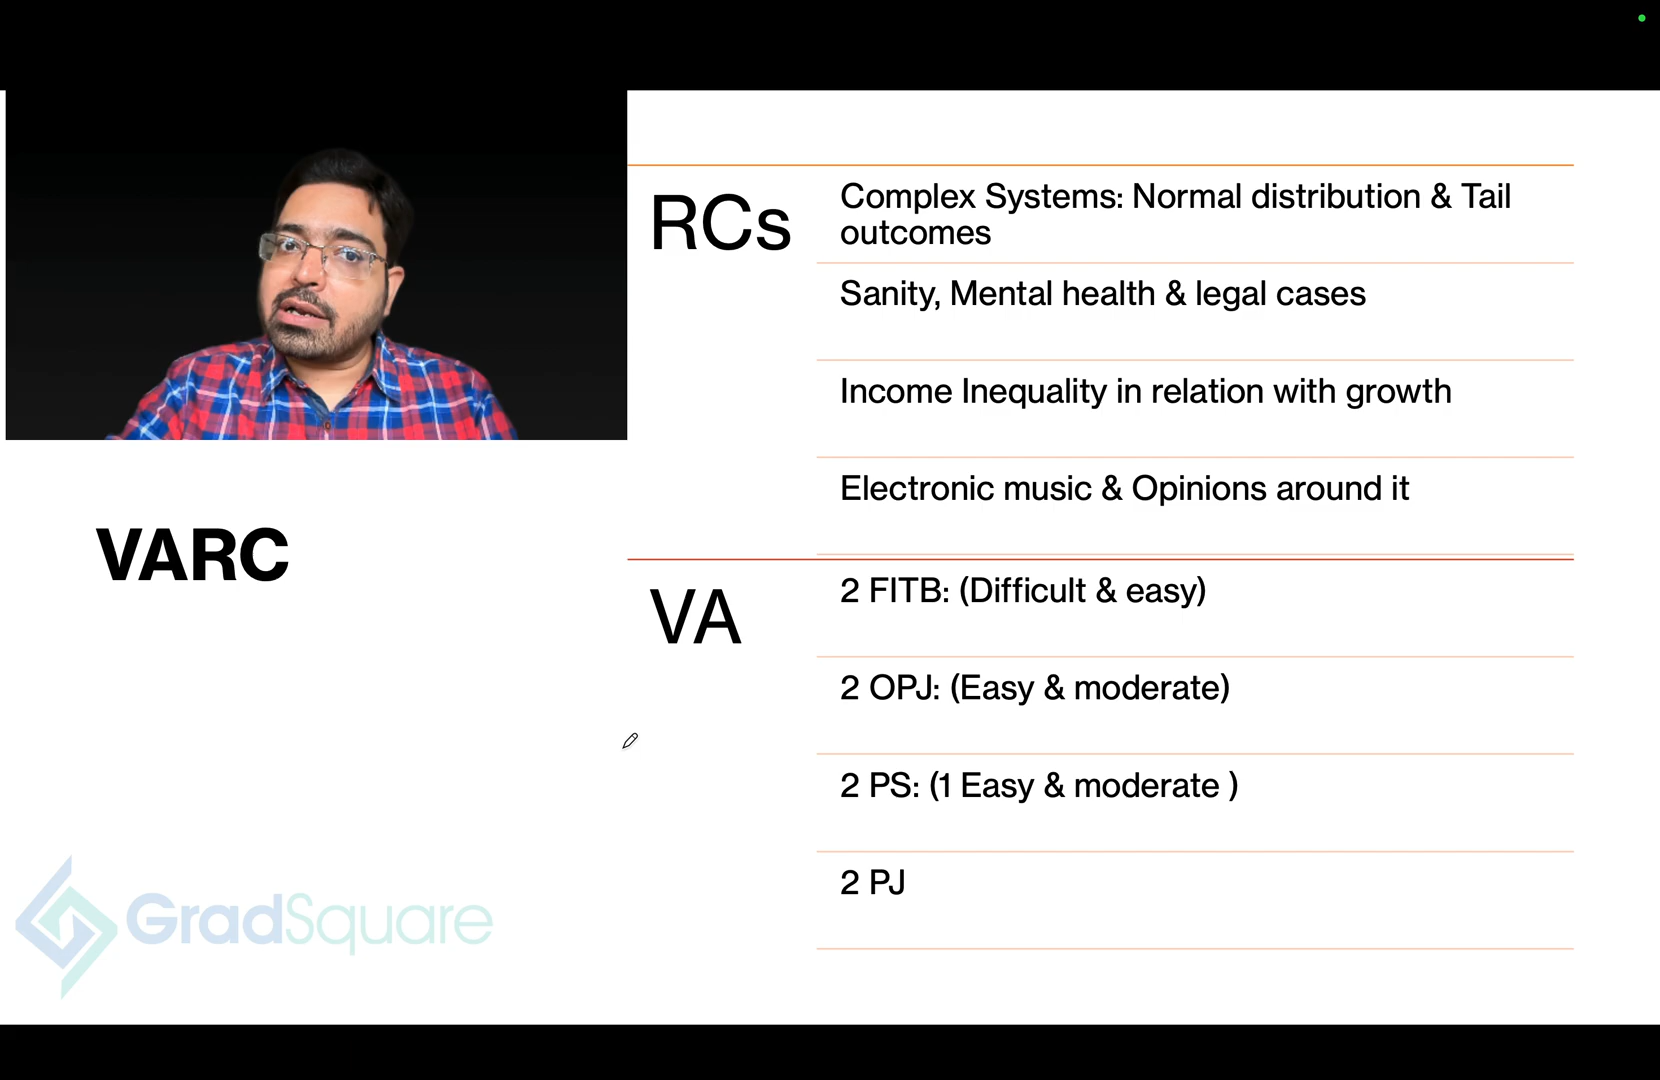 RCs
Complex Systems: Normal distribution & Tail
outcomes
Sanity, Mental health & legal cases
Income Inequality in relation with growth
Electronic music & Opinions around it
VARC
VA
2 FITB: (Difficult & easy)
2 OPJ: (Easy & moderate)
2 PS: (1 Easy & moderate )
2 PJ
GradSquare